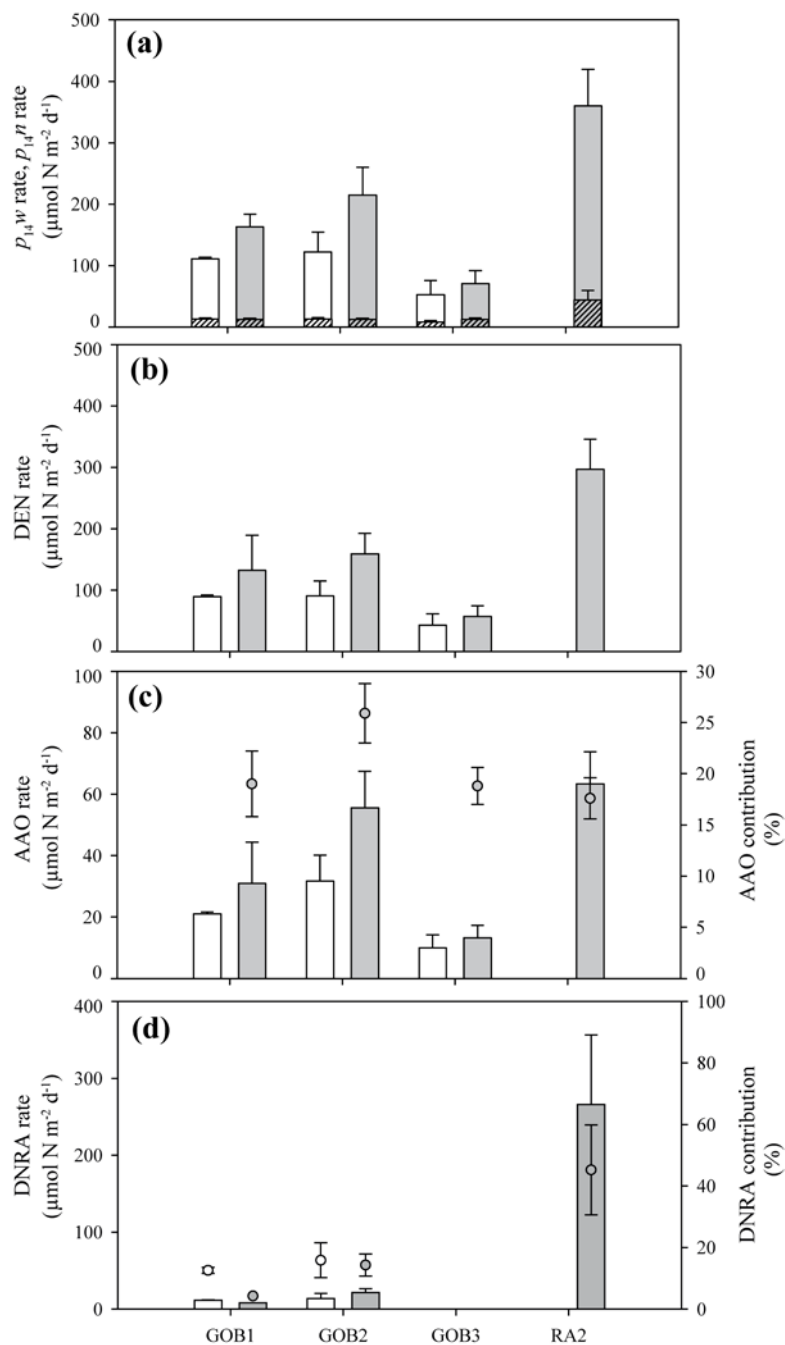 (a)
p₁₄w rate, p₁₄n rate
(µmol N m⁻² d⁻¹)
500
400
300
200
100
0
(b)
DEN rate
(µmol N m⁻² d⁻¹)
500
400
300
200
100
0
(c)
AAO rate
(µmol N m⁻² d⁻¹)
100
80
60
40
20
0
30
25
20
15
10
5
0
AAO contribution
(%)
(d)
DNRA rate
(µmol N m⁻² d⁻¹)
400
300
200
100
0
100
80
60
40
20
0
DNRA contribution
(%)
GOB1 GOB2 GOB3 RA2